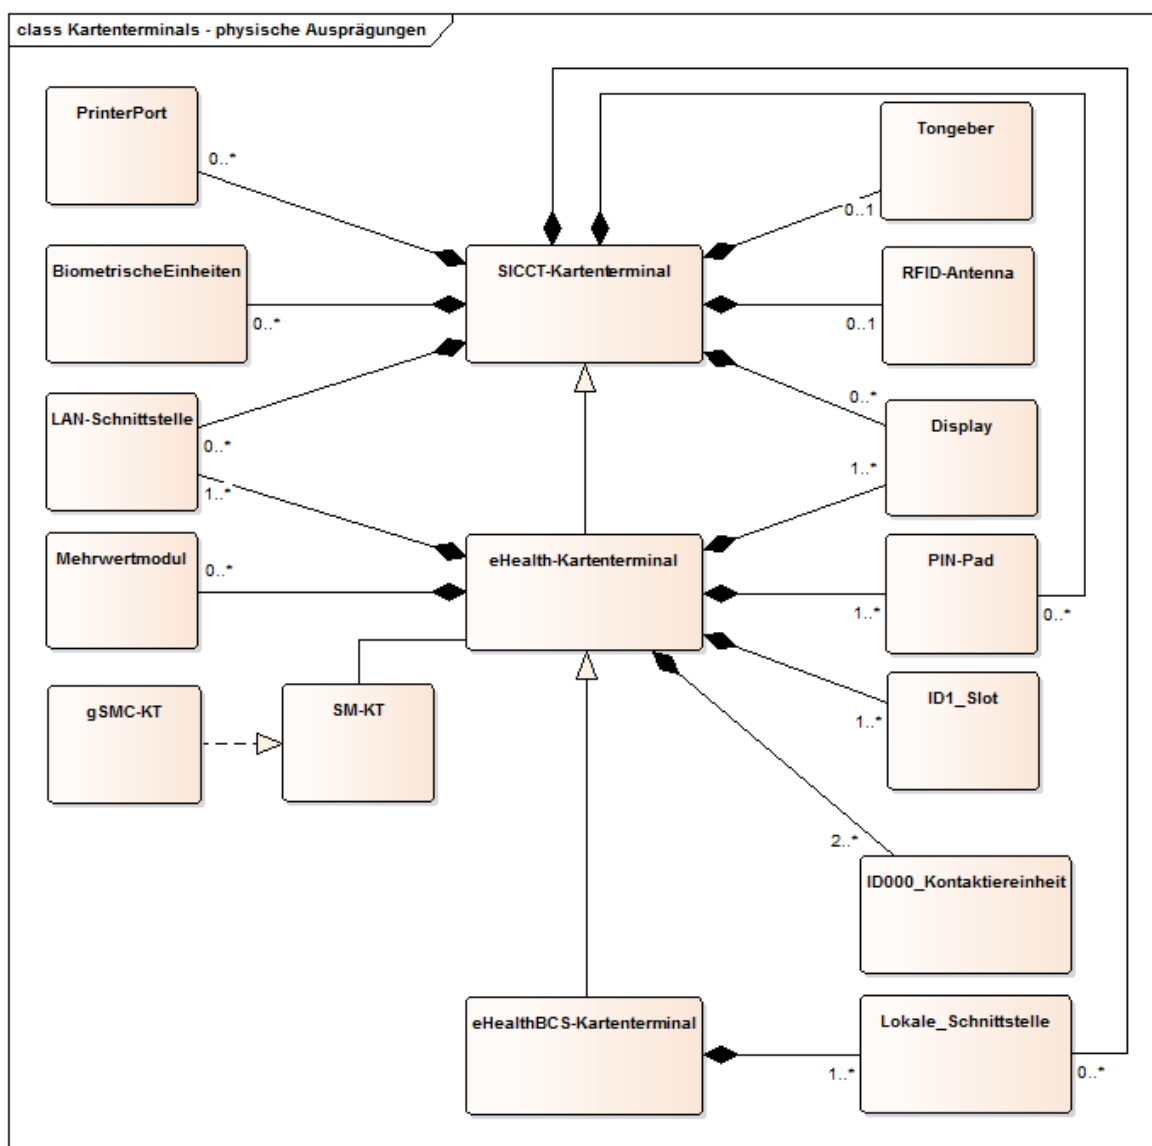 class Kartenterminals - physische Ausprägungen
PrinterPort
0..*
Tongeber
0..1
BiometrischeEinheiten
0..*
SICCT-Kartenterminal
RFID-Antenna
0..1
LAN-Schnittstelle
0..*
1..*
0..*
Display
1..*
Mehrwertmodul
0..*
eHealth-Kartenterminal
PIN-Pad
1..*
0..*
gSMC-KT
SM-KT
ID1_Slot
1..*
2..*
ID000_Kontaktiereinheit
eHealthBCS-Kartenterminal
Lokale_Schnittstelle
1..*
0..*